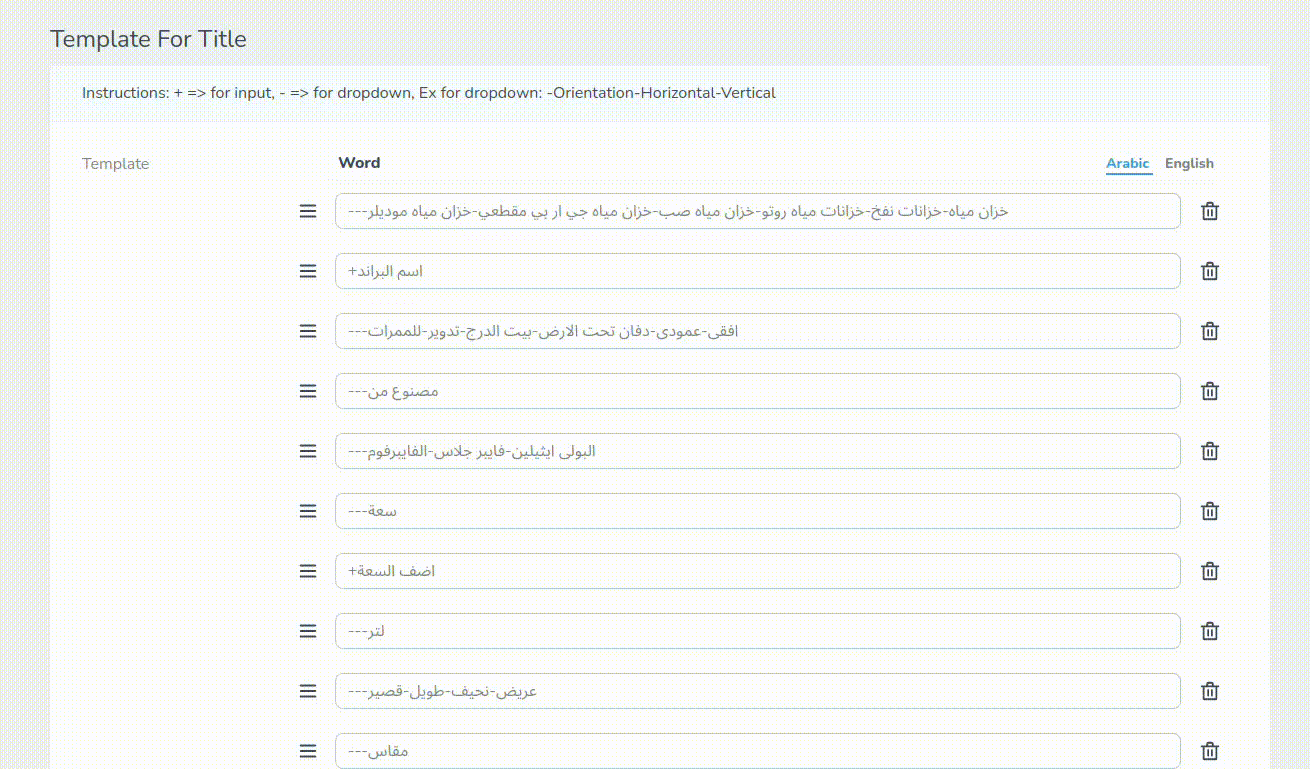 Template For Title
Instructions: + => for input, - => for dropdown, Ex for dropdown: -Orientation-Horizontal-Vertical
Template Word Arabic English
---خزان مياه-خزانات نفخ-خزانات مياه روتو-خزان مياه صب-خزان مياه جي ار بي مقطعي-خزان مياه موديلر
+اسم البراند
---افقى-عمودى-دفان تحت الارض-بيت الدرج-تدوير-للممرات
---مصنوع من
---البولى ايثيلين-فايبر جلاس-الفايبرفوم
---سعة
+اضف السعة
---لتر
---عريض-نحيف-طويل-قصير
---مقاس